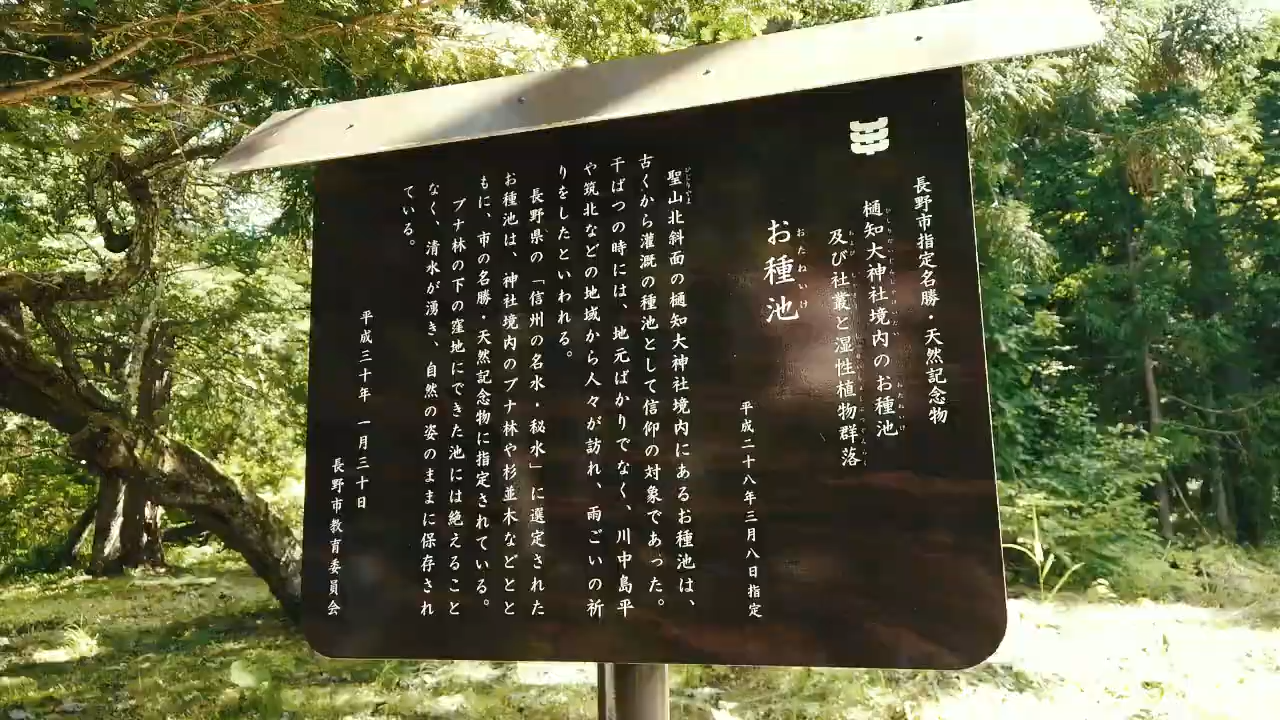 長野市指定名勝・天然記念物
樋知大神社境内のお種池
及び社叢と湿性植物群落
おたねいけ
お種池
平成二十八年三月八日指定
ひじりやま
聖山北斜面の樋知大神社境内にあるお種池は、
古くから灌漑の種池として信仰の対象であった。
干ばつの時には、地元ばかりでなく、川中島平
や筑北などの地域から人々が訪れ、雨ごいの祈
りをしたといわれる。
長野県の「信州の名水・秘水」に選定された
お種池は、神社境内のブナ林や杉並木などとと
もに、市の名勝・天然記念物に指定されている。
ブナ林の下の窪地にできた池には絶えること
なく、清水が湧き、自然の姿のままに保存され
ている。
平成三十年 一月三十日
長野市教育委員会